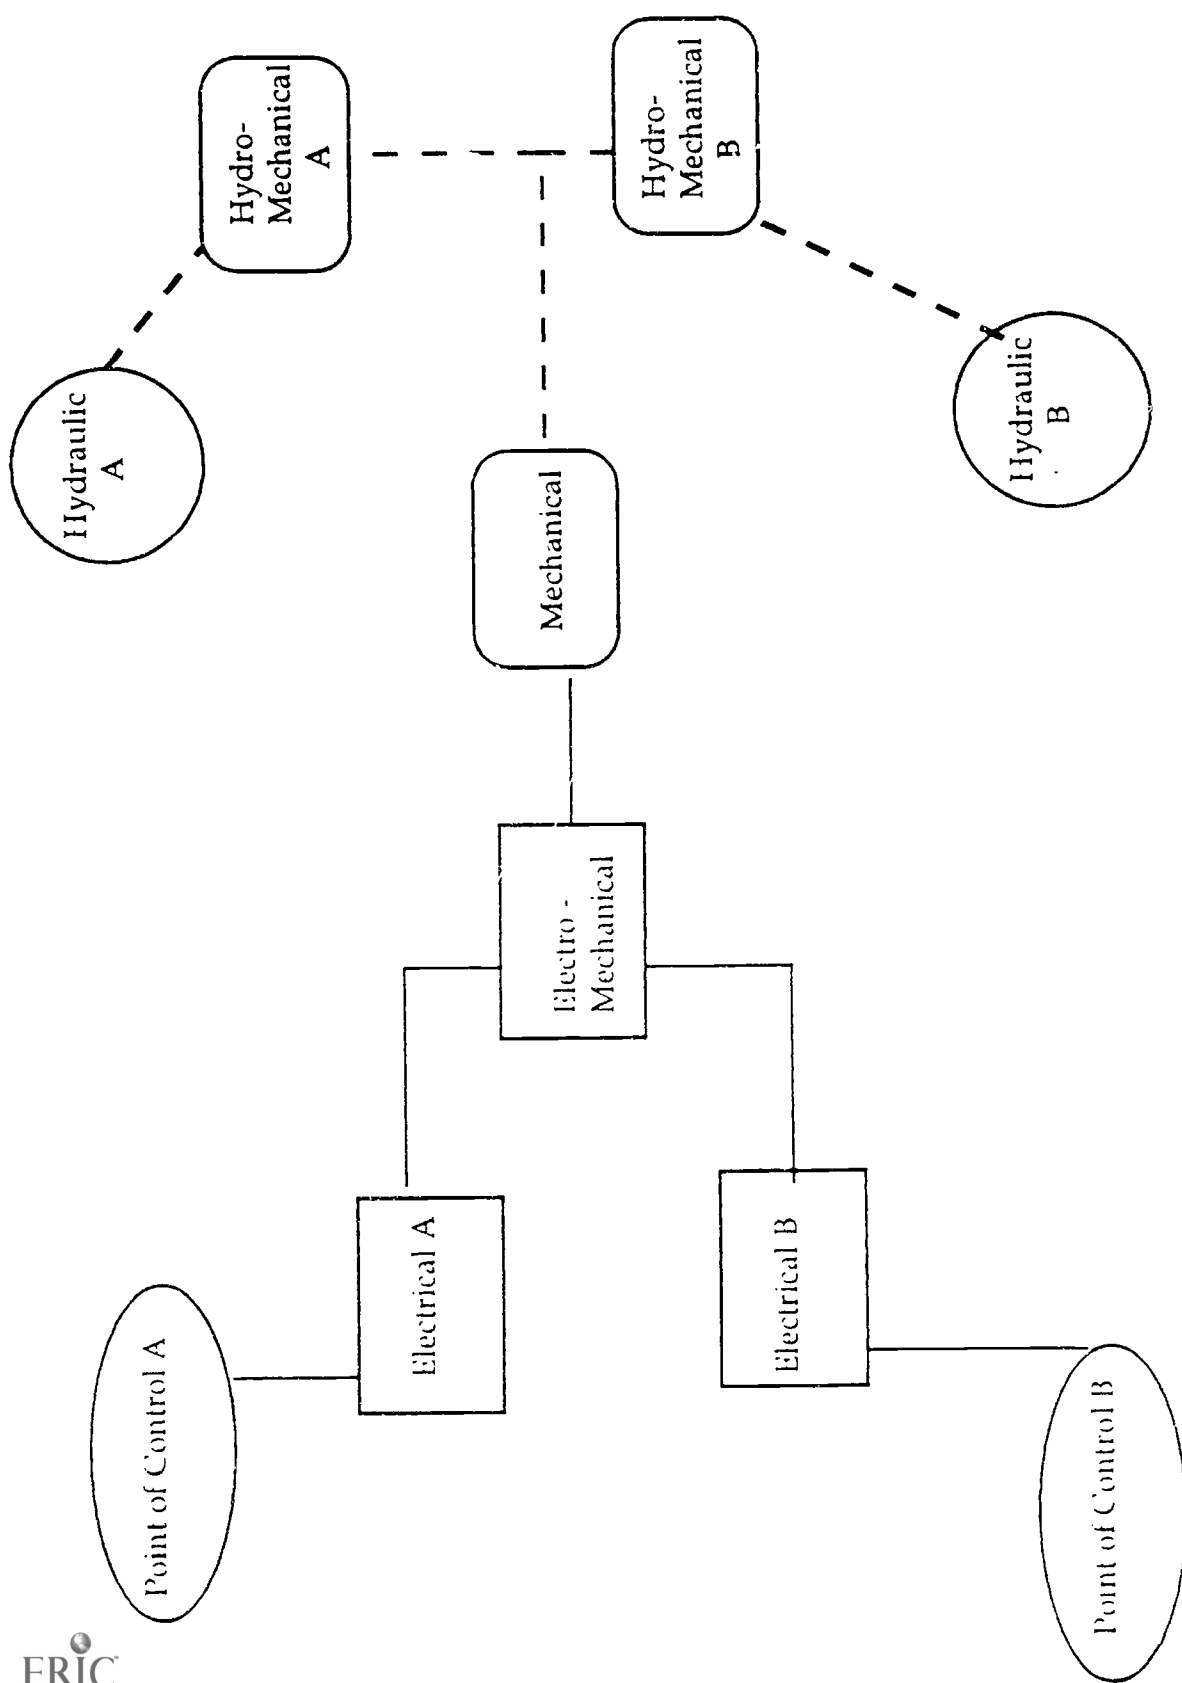 Point of Control A
Electrical A
Electro -
Mechanical
Mechanical
Hydraulic
A
Hydro-
Mechanical
A
Electrical B
Point of Control B
Hydraulic
B
Hydro-
Mechanical
B
ERIC